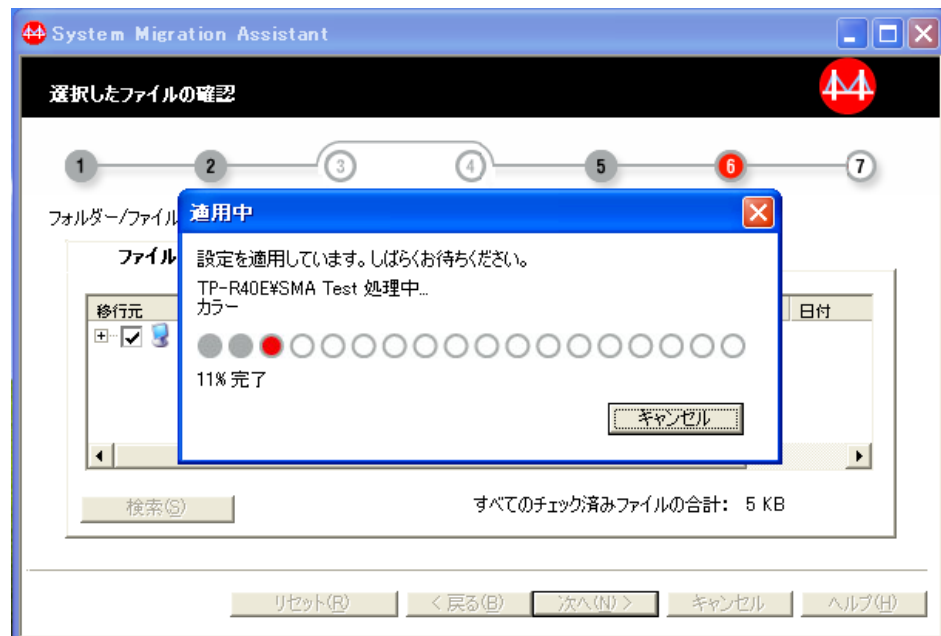 System Migration Assistant
選択したファイルの確認
1 2 3 4 5 6 7
フォルダー/ファイル
適用中
ファイル
設定を適用しています。しばらくお待ちください。
TP-R40E¥SMA Test 処理中...
カラー
移行元
日付
11% 完了
キャンセル
検索(S)
すべてのチェック済みファイルの合計: 5 KB
リセット(R) < 戻る(B) 次へ(N) > キャンセル ヘルプ(H)